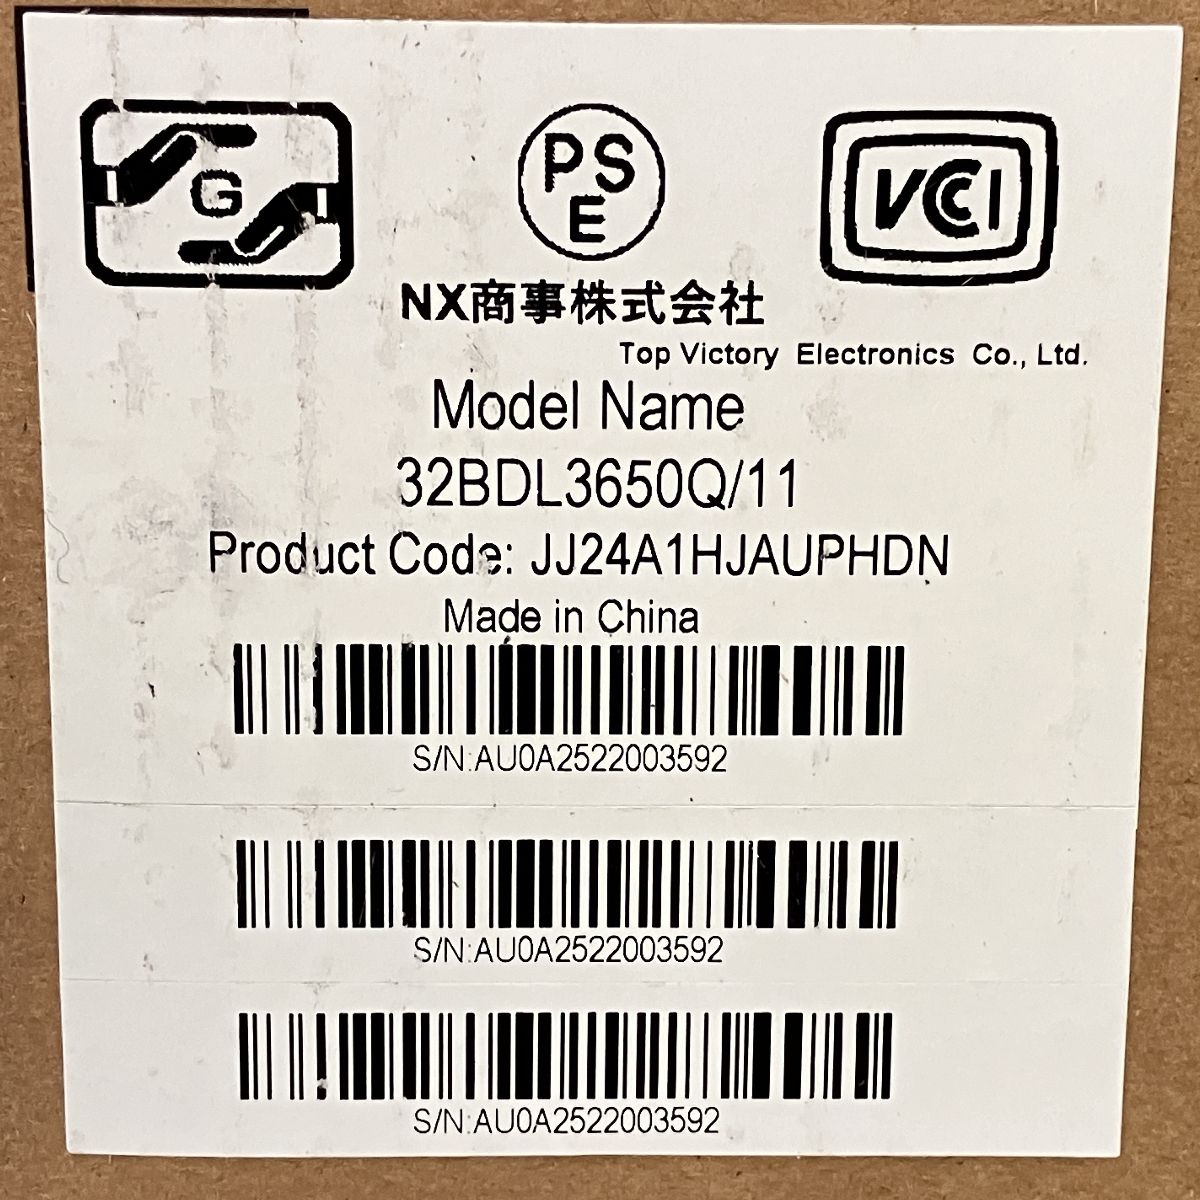 G
PS
E
VCCI
NX商事株式会社
Top Victory Electronics Co., Ltd.
Model Name
32BDL3650Q/11
Product Code: JJ24A1HJAUPHDN
Made in China
S/N:AU0A2522003592
S/N:AU0A2522003592
S/N:AU0A2522003592